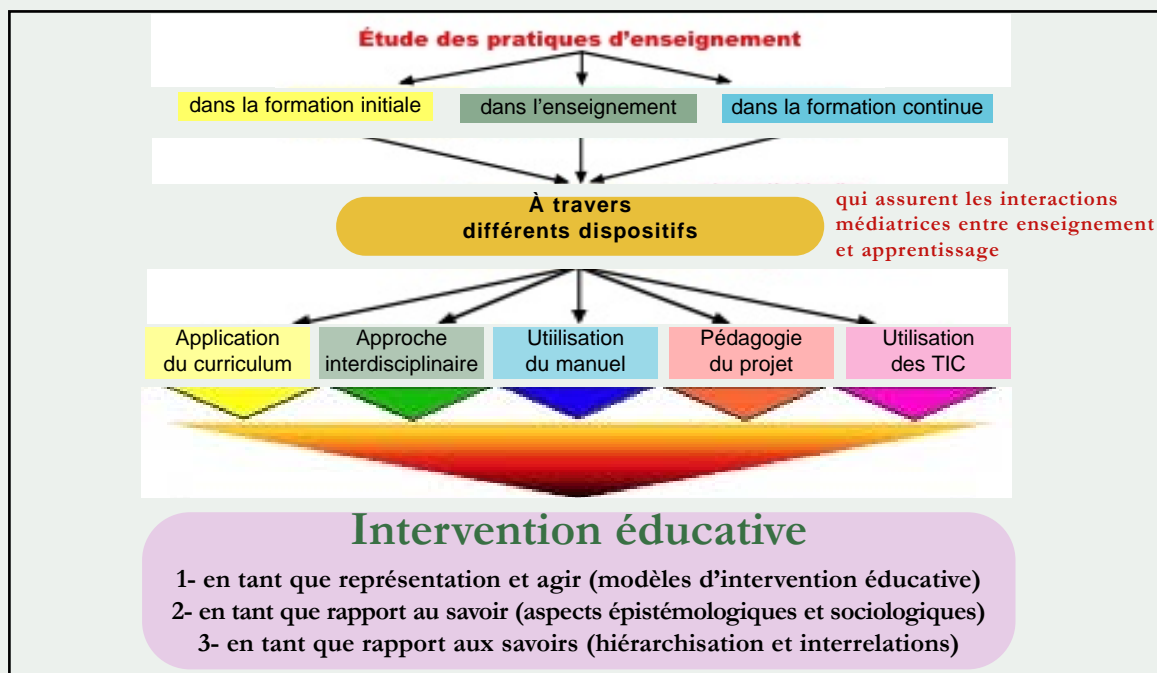 Étude des pratiques d'enseignement
dans la formation initiale
dans l'enseignement
dans la formation continue
À travers
différents dispositifs
qui assurent les interactions
médiatrices entre enseignement
et apprentissage
Application
du curriculum
Approche
interdisciplinaire
Utiilisation
du manuel
Pédagogie
du projet
Utilisation
des TIC
Intervention éducative
1- en tant que représentation et agir (modèles d'intervention éducative)
2- en tant que rapport au savoir (aspects épistémologiques et sociologiques)
3- en tant que rapport aux savoirs (hiérarchisation et interrelations)